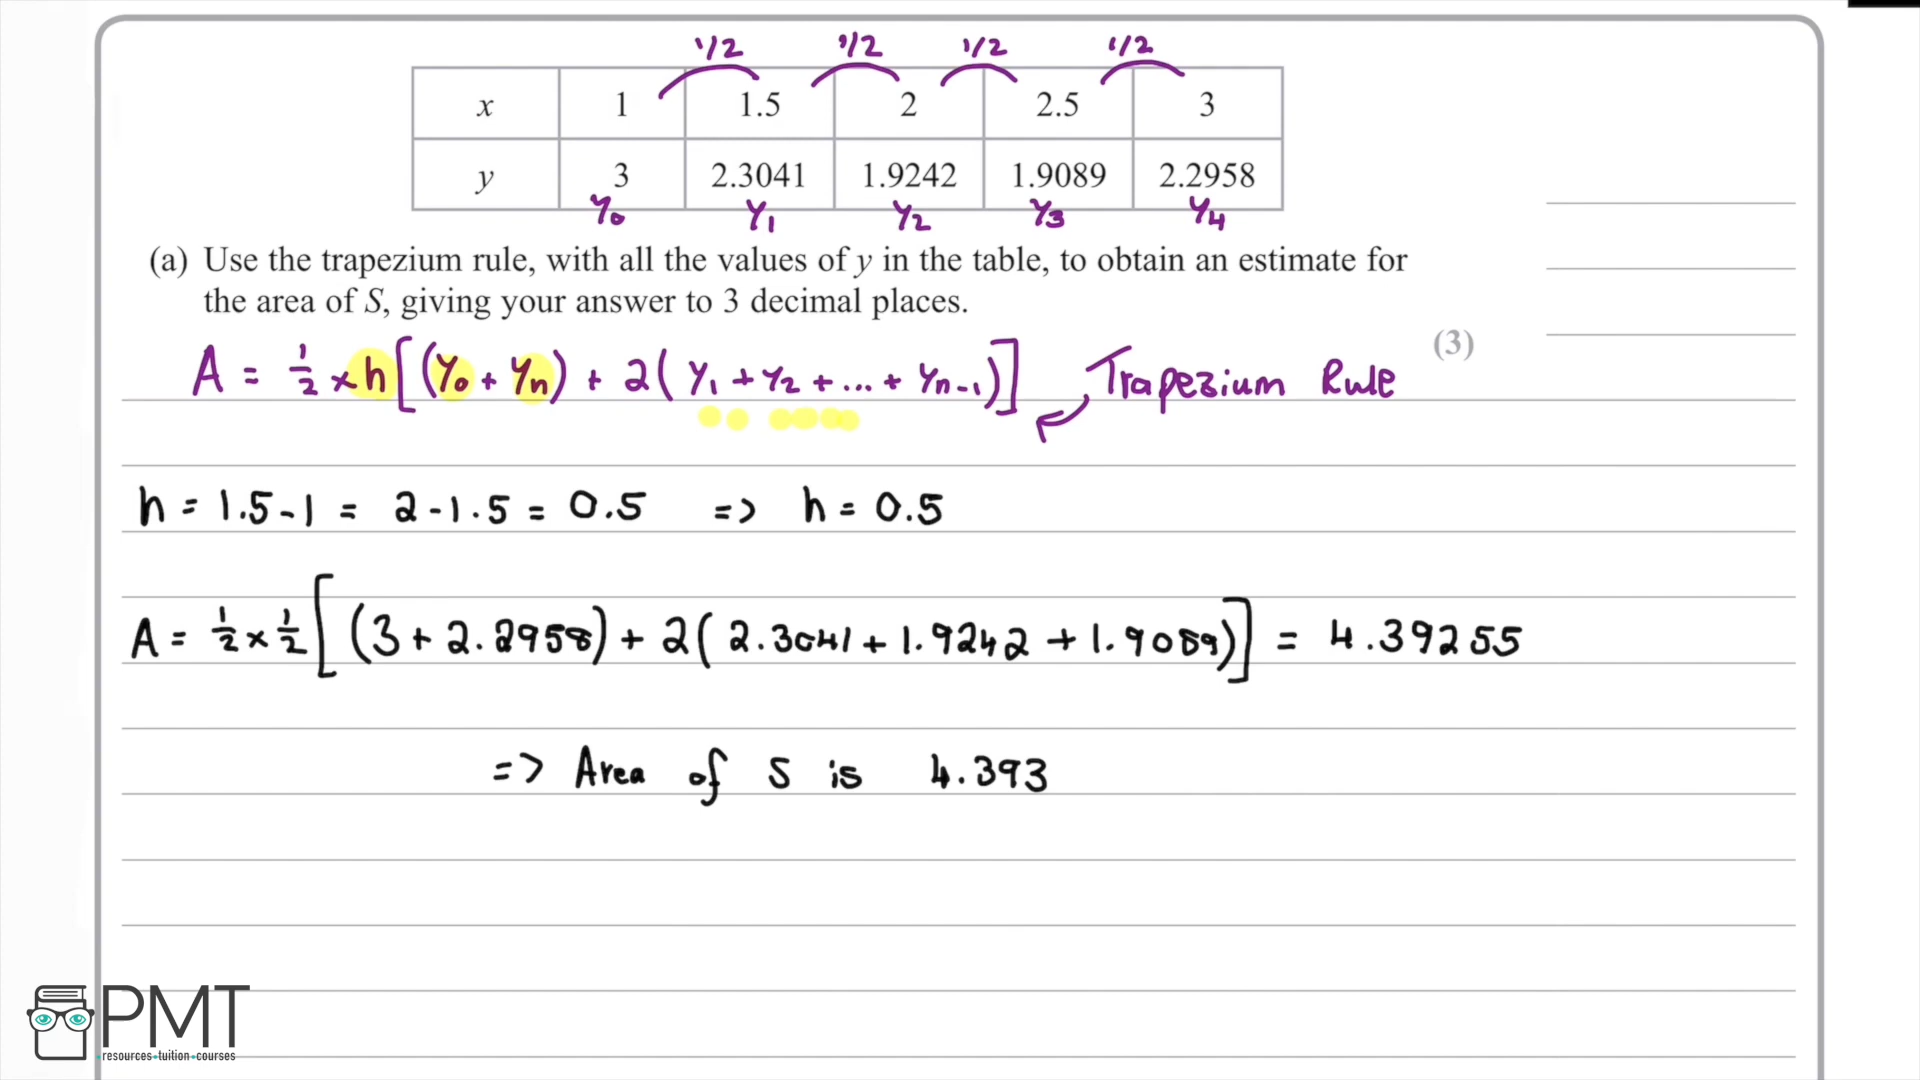 1/2 1/2 1/2 1/2
x 1 1.5 2 2.5 3
y 3 2.3041 1.9242 1.9089 2.2958
y₀ y₁ y₂ y₃ y₄
(a) Use the trapezium rule, with all the values of y in the table, to obtain an estimate for
the area of S, giving your answer to 3 decimal places.
(3)
A = ½ × h[(y₀ + yₙ) + 2(y₁ + y₂ + ... + yₙ₋₁)] Trapezium Rule
h = 1.5 - 1 = 2 - 1.5 = 0.5 => h = 0.5
A = ½ × ½[(3 + 2.2958) + 2(2.3041 + 1.9242 + 1.9089)] = 4.39255
=> Area of S is 4.393
PMT
resources•tuition•courses